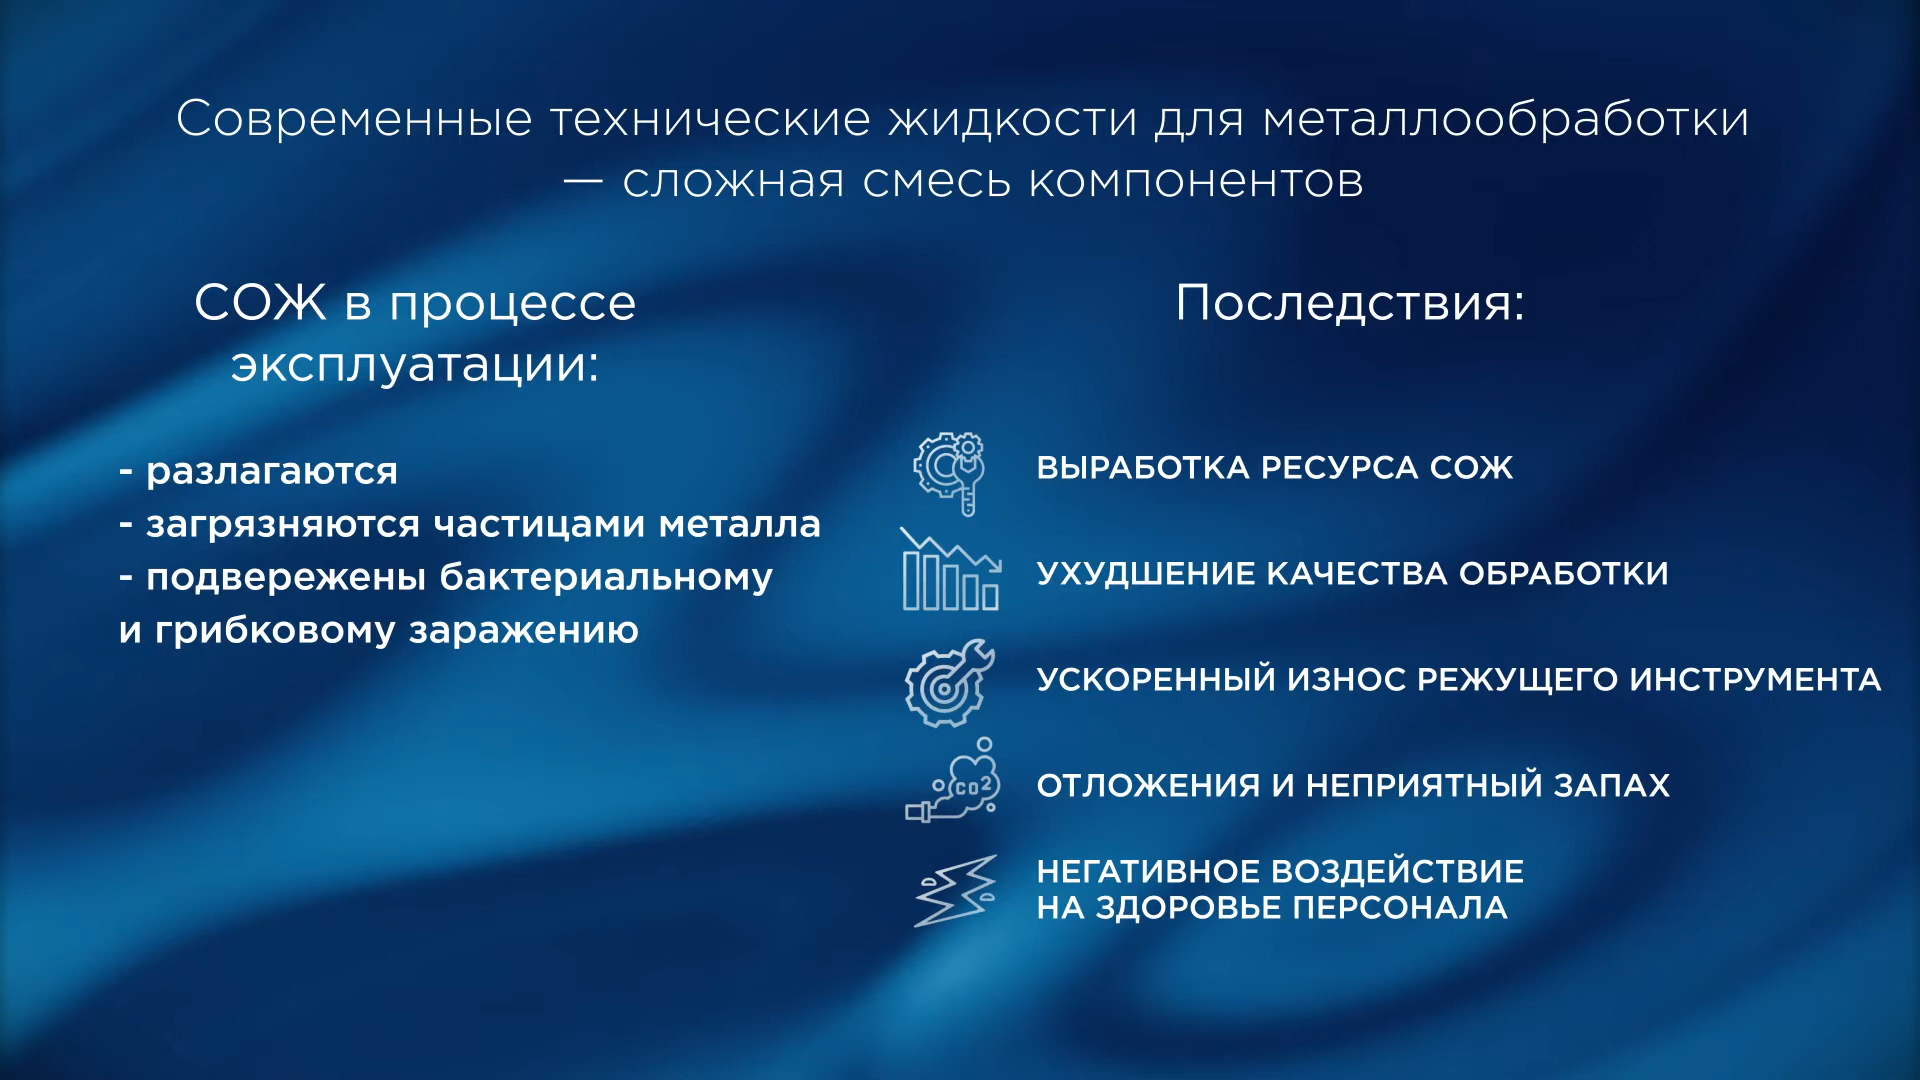 Современные технические жидкости для металлообработки
— сложная смесь компонентов
СОЖ в процессе
эксплуатации:
- разлагаются
- загрязняются частицами металла
- подвережены бактериальному
и грибковому заражению
Последствия:
ВЫРАБОТКА РЕСУРСА СОЖ
УХУДШЕНИЕ КАЧЕСТВА ОБРАБОТКИ
УСКОРЕННЫЙ ИЗНОС РЕЖУЩЕГО ИНСТРУМЕНТА
CO2
ОТЛОЖЕНИЯ И НЕПРИЯТНЫЙ ЗАПАХ
НЕГАТИВНОЕ ВОЗДЕЙСТВИЕ
НА ЗДОРОВЬЕ ПЕРСОНАЛА